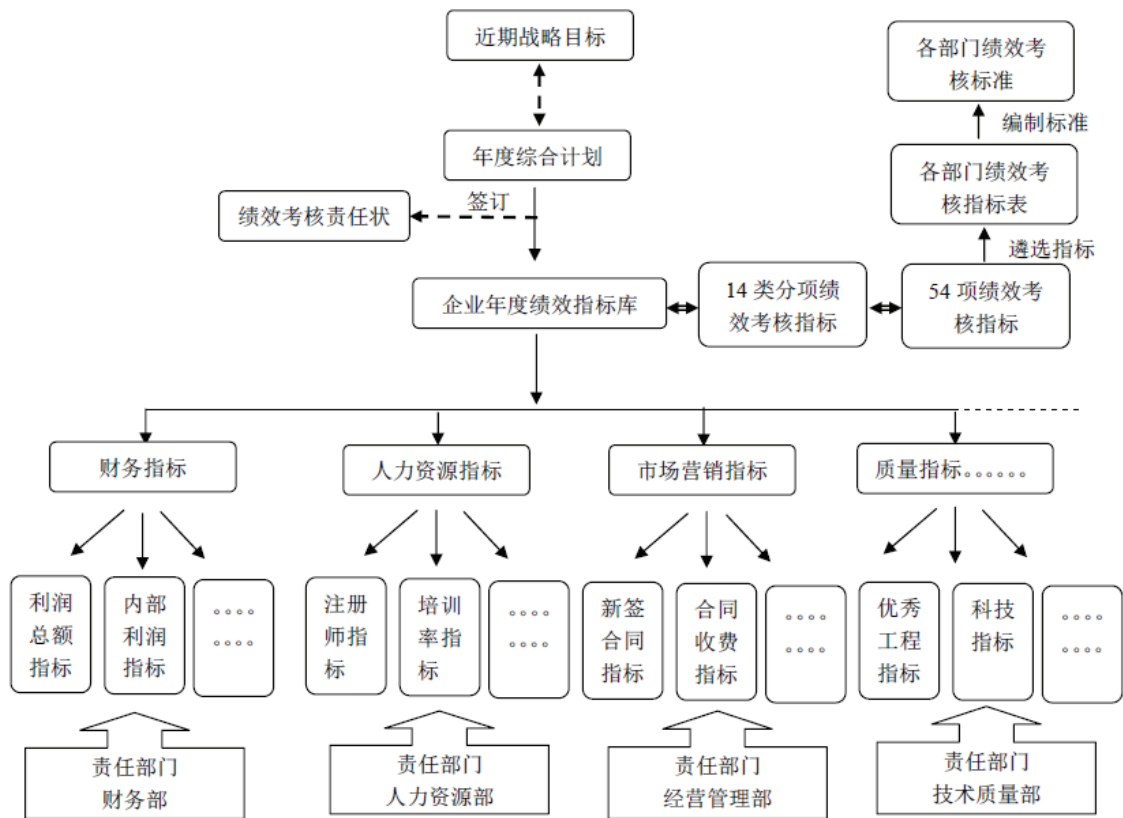 近期战略目标
各部门绩效考
核标准
编制标准
年度综合计划
各部门绩效考
核指标表
签订
绩效考核责任状
遴选指标
企业年度绩效指标库
14 类分项绩
效考核指标
54 项绩效考
核指标
财务指标
人力资源指标
市场营销指标
质量指标。。。。。。
利润
总额
指标
内部
利润
指标
。。。。
。。。。
注册
师指
标
培训
率指
标
。。。。
。。。。
新签
合同
指标
合同
收费
指标
。。。。
。。。。
优秀
工程
指标
科技
指标
。。。。
。。。。
责任部门
财务部
责任部门
人力资源部
责任部门
经营管理部
责任部门
技术质量部